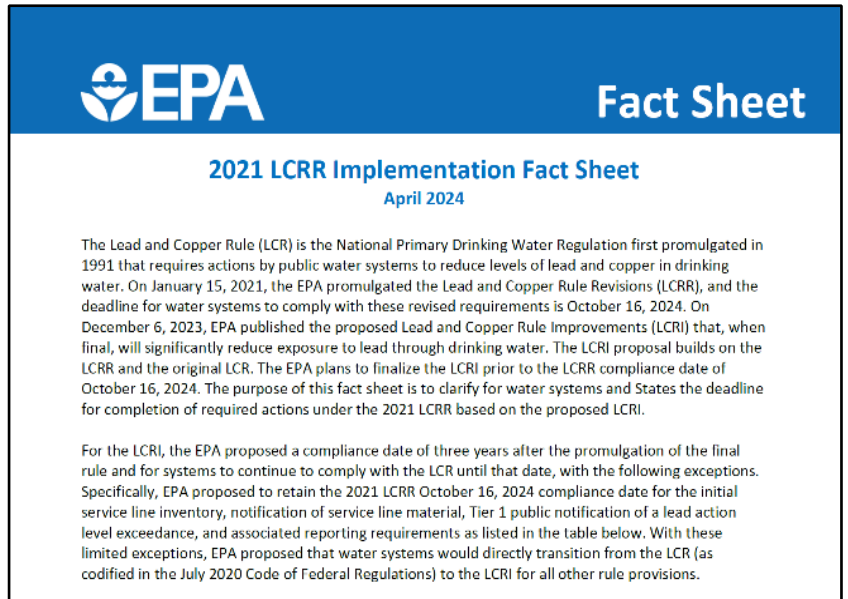 EPA
Fact Sheet
2021 LCRR Implementation Fact Sheet
April 2024
The Lead and Copper Rule (LCR) is the National Primary Drinking Water Regulation first promulgated in
1991 that requires actions by public water systems to reduce levels of lead and copper in drinking
water. On January 15, 2021, the EPA promulgated the Lead and Copper Rule Revisions (LCRR), and the
deadline for water systems to comply with these revised requirements is October 16, 2024. On
December 6, 2023, EPA published the proposed Lead and Copper Rule Improvements (LCRI) that, when
final, will significantly reduce exposure to lead through drinking water. The LCRI proposal builds on the
LCRR and the original LCR. The EPA plans to finalize the LCRI prior to the LCRR compliance date of
October 16, 2024. The purpose of this fact sheet is to clarify for water systems and States the deadline
for completion of required actions under the 2021 LCRR based on the proposed LCRI.
For the LCRI, the EPA proposed a compliance date of three years after the promulgation of the final
rule and for systems to continue to comply with the LCR until that date, with the following exceptions.
Specifically, EPA proposed to retain the 2021 LCRR October 16, 2024 compliance date for the initial
service line inventory, notification of service line material, Tier 1 public notification of a lead action
level exceedance, and associated reporting requirements as listed in the table below. With these
limited exceptions, EPA proposed that water systems would directly transition from the LCR (as
codified in the July 2020 Code of Federal Regulations) to the LCRI for all other rule provisions.